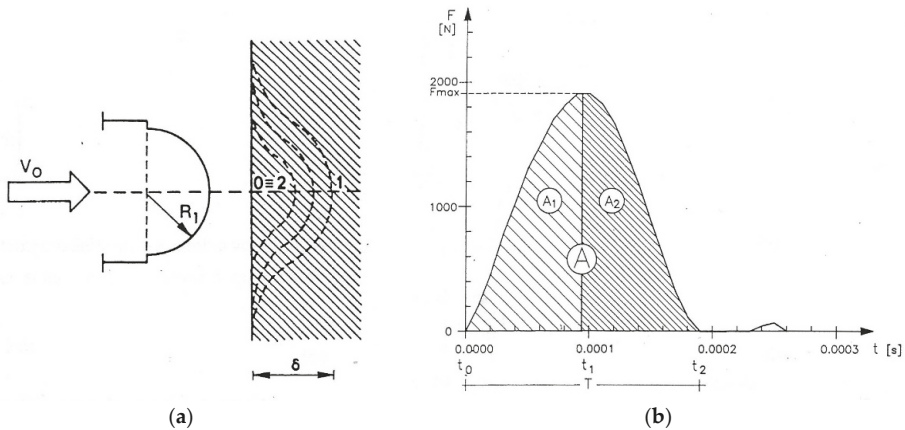 V₀
R₁
0≡2
1
δ
(a)
F
[N]
2000
Fmax
1000
0
A₁
A₂
A
0.0000
0.0001
0.0002
0.0003
t [s]
t₀
t₁
t₂
T
(b)